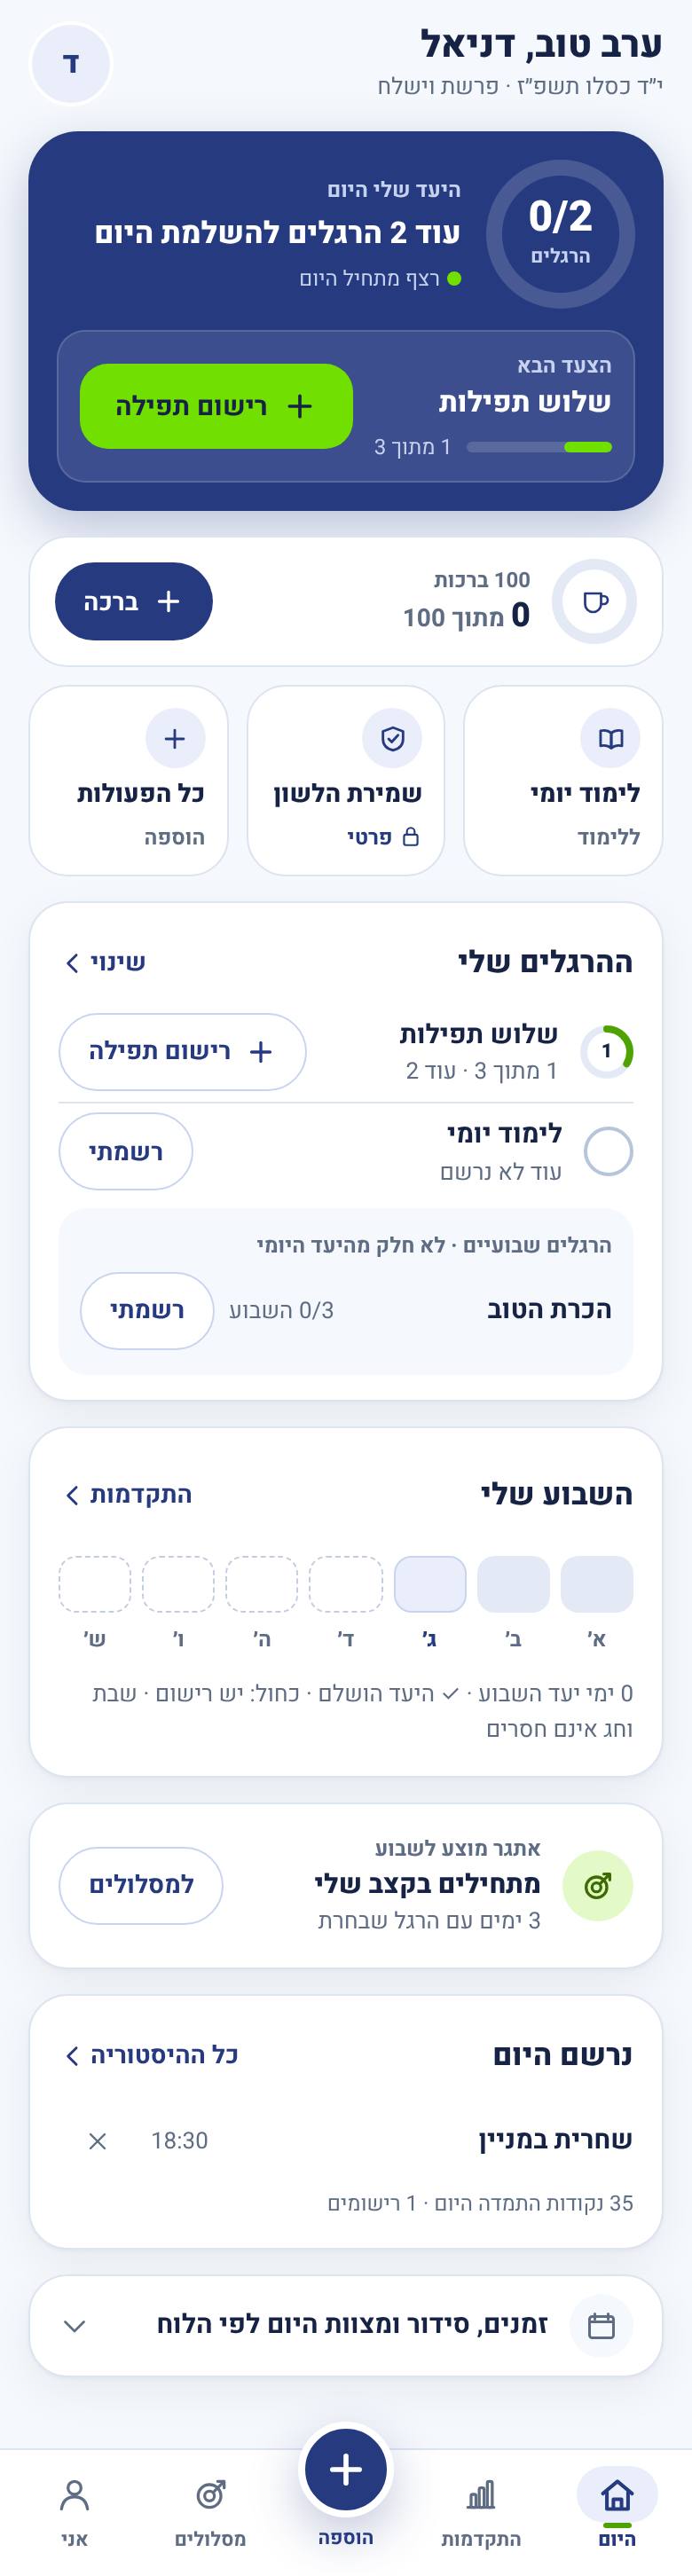 ערב טוב, דניאל
י״ד כסלו תשפ״ז · פרשת וישלח
ד
0/2
הרגלים
היעד שלי היום
עוד 2 הרגלים להשלמת היום
רצף מתחיל היום
הצעד הבא
שלוש תפילות
1 מתוך 3
רישום תפילה
100 ברכות
0 מתוך 100
ברכה
לימוד יומי
ללימוד
שמירת הלשון
פרטי
כל הפעולות
הוספה
ההרגלים שלי
שינוי
1
שלוש תפילות
1 מתוך 3 · עוד 2
רישום תפילה
לימוד יומי
עוד לא נרשם
רשמתי
הרגלים שבועיים · לא חלק מהיעד היומי
הכרת הטוב
0/3 השבוע
רשמתי
השבוע שלי
התקדמות
א׳ ב׳ ג׳ ד׳ ה׳ ו׳ ש׳
0 ימי יעד השבוע · ✓ היעד הושלם · כחול: יש רישום · שבת
וחג אינם חסרים
אתגר מוצע לשבוע
מתחילים בקצב שלי
3 ימים עם הרגל שבחרת
למסלולים
נרשם היום
כל ההיסטוריה
שחרית במניין
18:30
35 נקודות התמדה היום · 1 רישומים
זמנים, סידור ומצוות היום לפי הלוח
היום
התקדמות
הוספה
מסלולים
אני